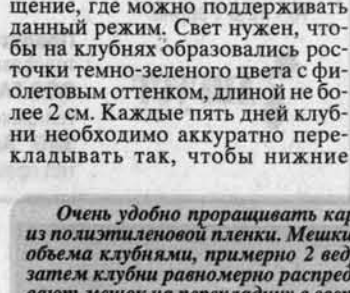 щение, где можно поддерживать
данный режим. Свет нужен, что-
бы на клубнях образовались рос-
точки темно-зеленого цвета с фи-
олетовым оттенком, длиной не бо-
лее 2 см. Каждые пять дней клуб-
ни необходимо аккуратно пере-
кладывать так, чтобы нижние
Очень удобно проращивать кар
из полиэтиленовой пленки. Мешки
объема клубнями, примерно 2 вед
затем клубни равномерно распред
мешок на